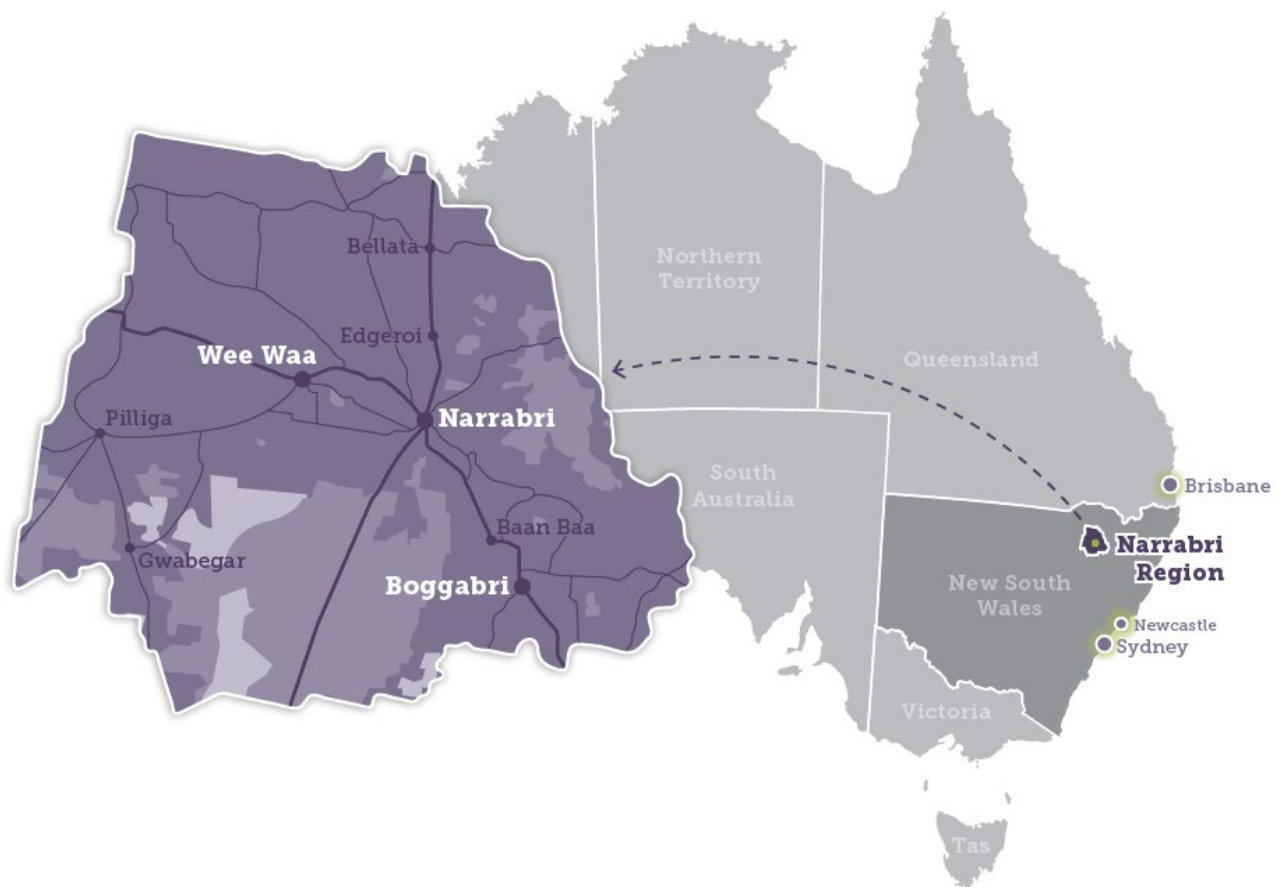 Bellata
Edgeroi
Wee Waa
Narrabri
Pilliga
Baan Baa
Gwabegar
Boggabri
Northern
Territory
Queensland
South
Australia
Brisbane
Narrabri
Region
New South
Wales
Newcastle
Sydney
Victoria
Tas